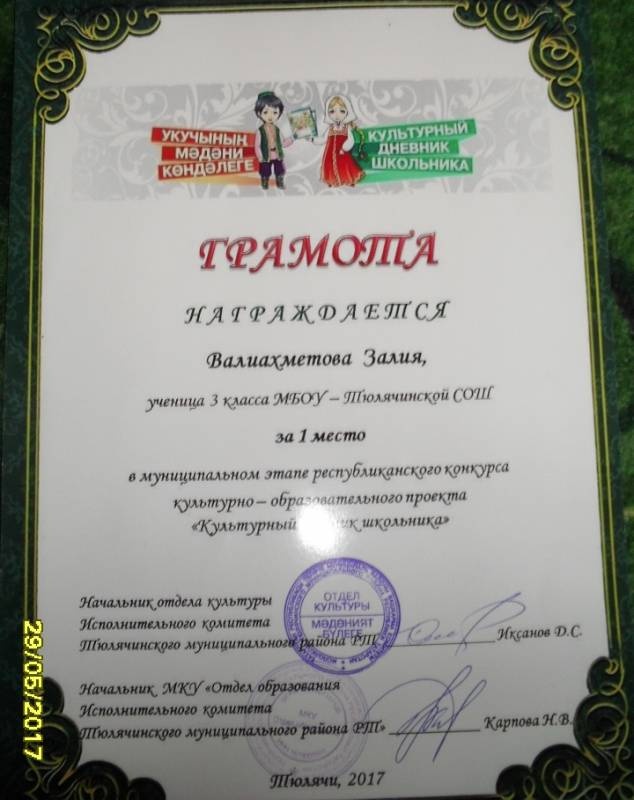 УКУЧЫНЫҢ
МӘДӘНИ
КӨНДӘЛЕГЕ
КУЛЬТУРНЫЙ
ДНЕВНИК
ШКОЛЬНИКА
ГРАМОТА
НАГРАЖДАЕТСЯ
Валиахметова Залия,
ученица 3 класса МБОУ – Тюлячинской СОШ
за 1 место
в муниципальном этапе республиканского конкурса
культурно – образовательного проекта
«Культурный школьника»
Начальник отдела культуры
Исполнительного комитета
Тюлячинского муниципального района РТ Иксанов Д.С.
ОТДЕЛ
КУЛЬТУРЫ
МӘДӘНИЯТ
БҮЛЕГЕ
Начальник МКУ «Отдел образования
Исполнительного комитета
Тюлячинского муниципального района РТ» Карпова Н.В.
МКУ
Тюлячи, 2017
29/05/2017